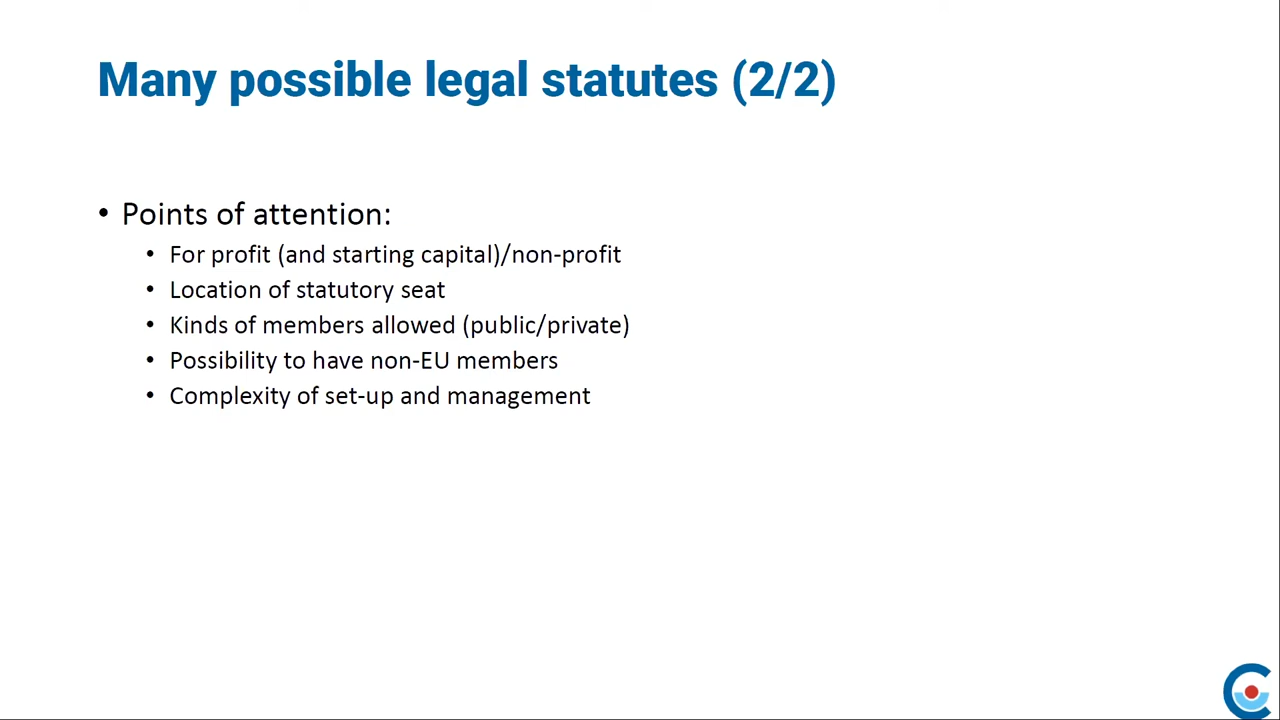 Many possible legal statutes (2/2)
• Points of attention:
• For profit (and starting capital)/non-profit
• Location of statutory seat
• Kinds of members allowed (public/private)
• Possibility to have non-EU members
• Complexity of set-up and management